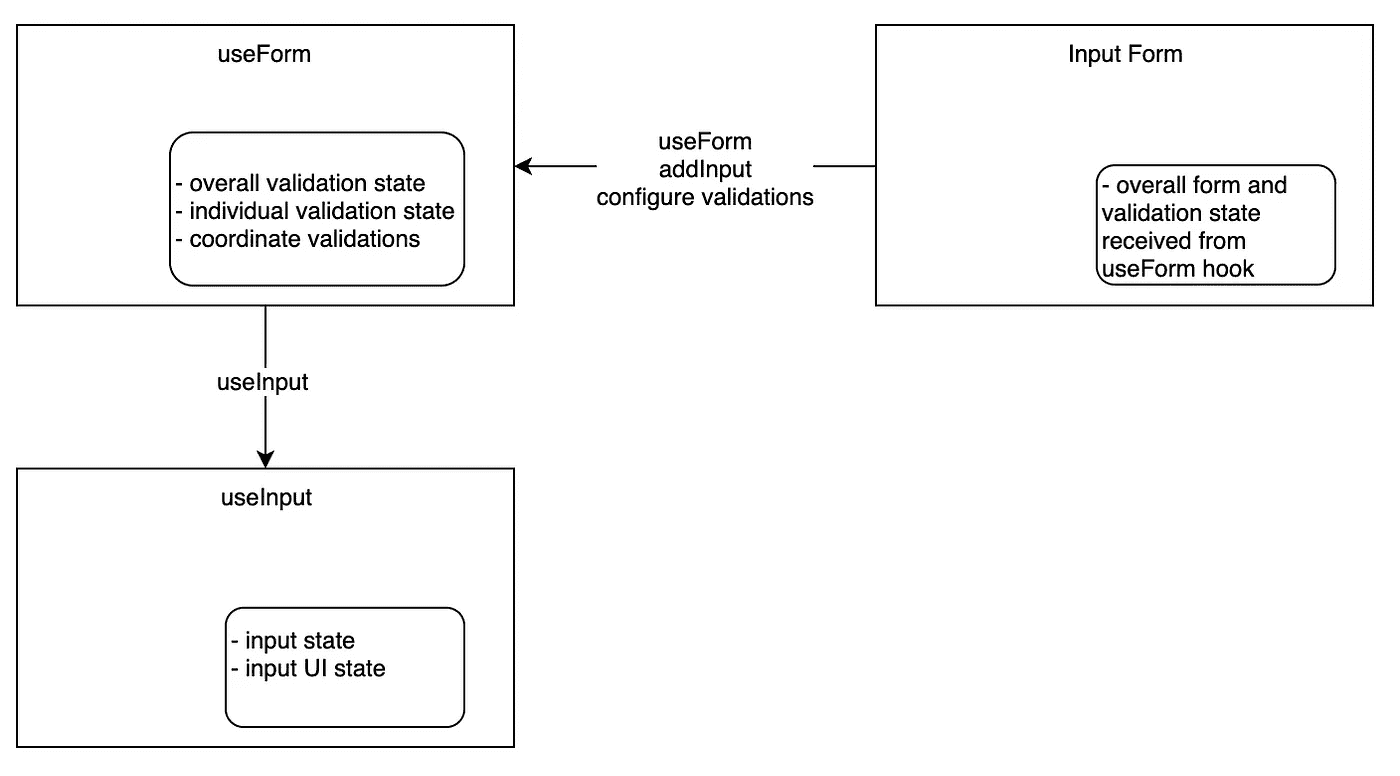 useForm
- overall validation state
- individual validation state
- coordinate validations
useForm
addInput
configure validations
Input Form
- overall form and
validation state
received from
useForm hook
useInput
useInput
- input state
- input UI state